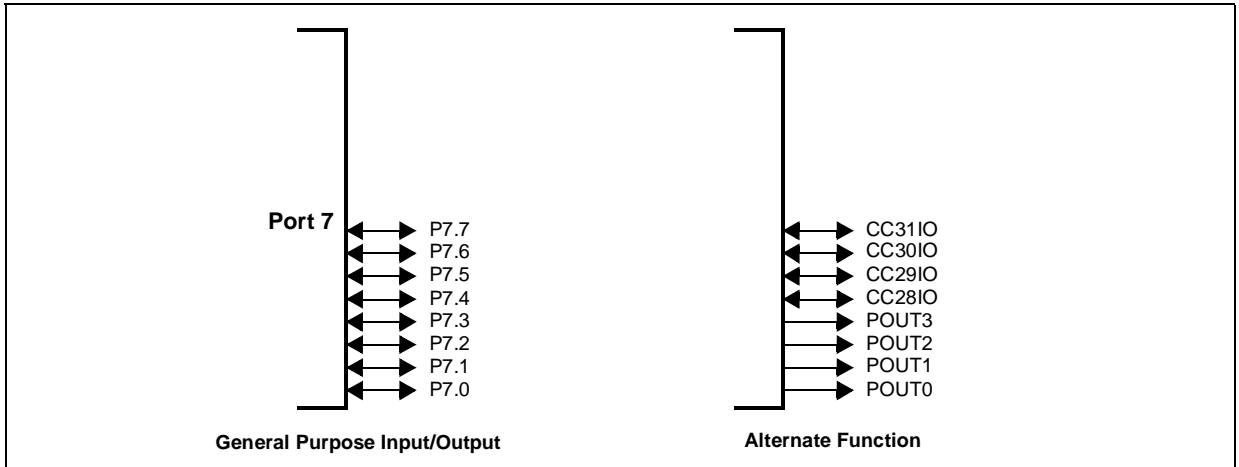 Port 7
P7.7
P7.6
P7.5
P7.4
P7.3
P7.2
P7.1
P7.0
General Purpose Input/Output
CC31IO
CC30IO
CC29IO
CC28IO
POUT3
POUT2
POUT1
POUT0
Alternate Function